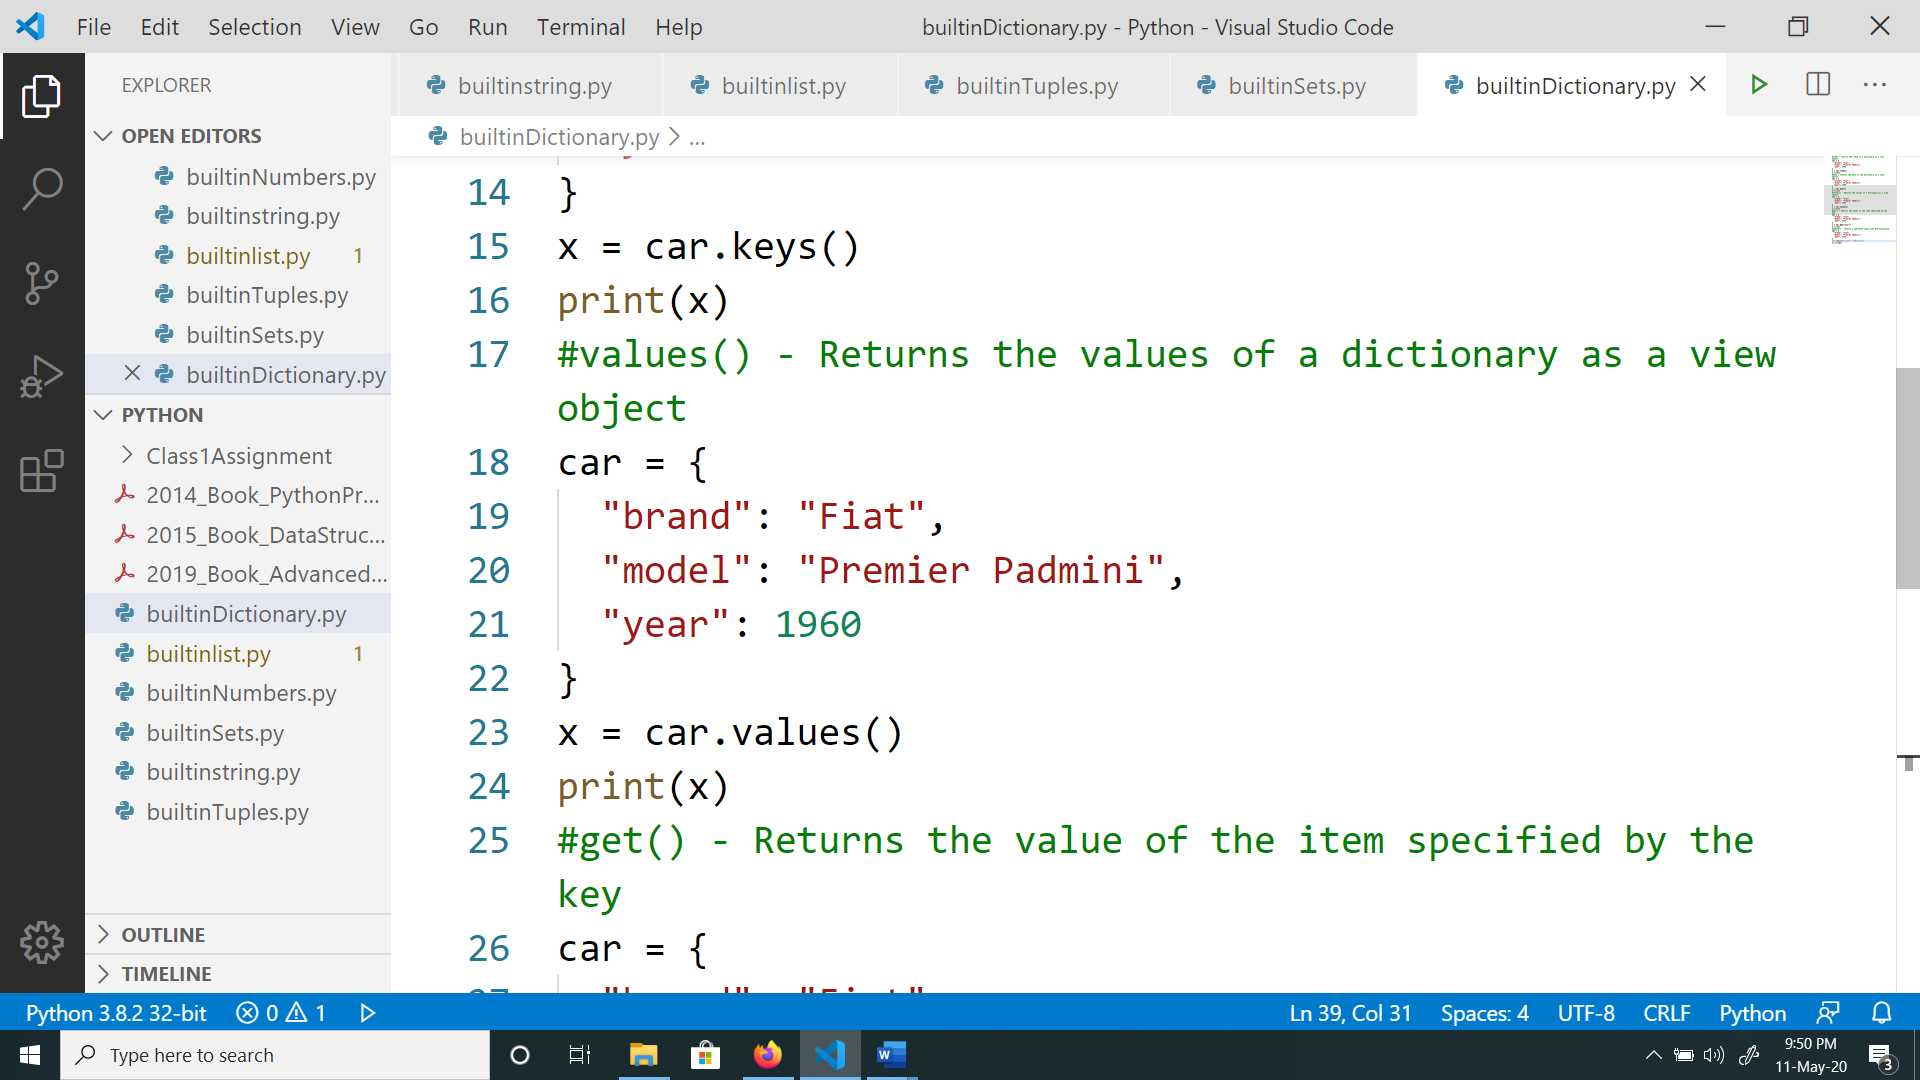 File Edit Selection View Go Run Terminal Help
builtinDictionary.py - Python - Visual Studio Code
EXPLORER
builtinstring.py
builtinlist.py
builtinTuples.py
builtinSets.py
builtinDictionary.py
OPEN EDITORS
builtinNumbers.py
builtinstring.py
builtinlist.py 1
builtinTuples.py
builtinSets.py
builtinDictionary.py
PYTHON
Class1Assignment
2014_Book_PythonPr...
2015_Book_DataStruc...
2019_Book_Advanced...
builtinDictionary.py
builtinlist.py 1
builtinNumbers.py
builtinSets.py
builtinstring.py
builtinTuples.py
OUTLINE
TIMELINE
builtinDictionary.py > ...
14 }
15 x = car.keys()
16 print(x)
17 #values() - Returns the values of a dictionary as a view
object
18 car = {
19 "brand": "Fiat",
20 "model": "Premier Padmini",
21 "year": 1960
22 }
23 x = car.values()
24 print(x)
25 #get() - Returns the value of the item specified by the
key
26 car = {
Python 3.8.2 32-bit 0 1 Ln 39, Col 31 Spaces: 4 UTF-8 CRLF Python
Type here to search
9:50 PM
11-May-20
3